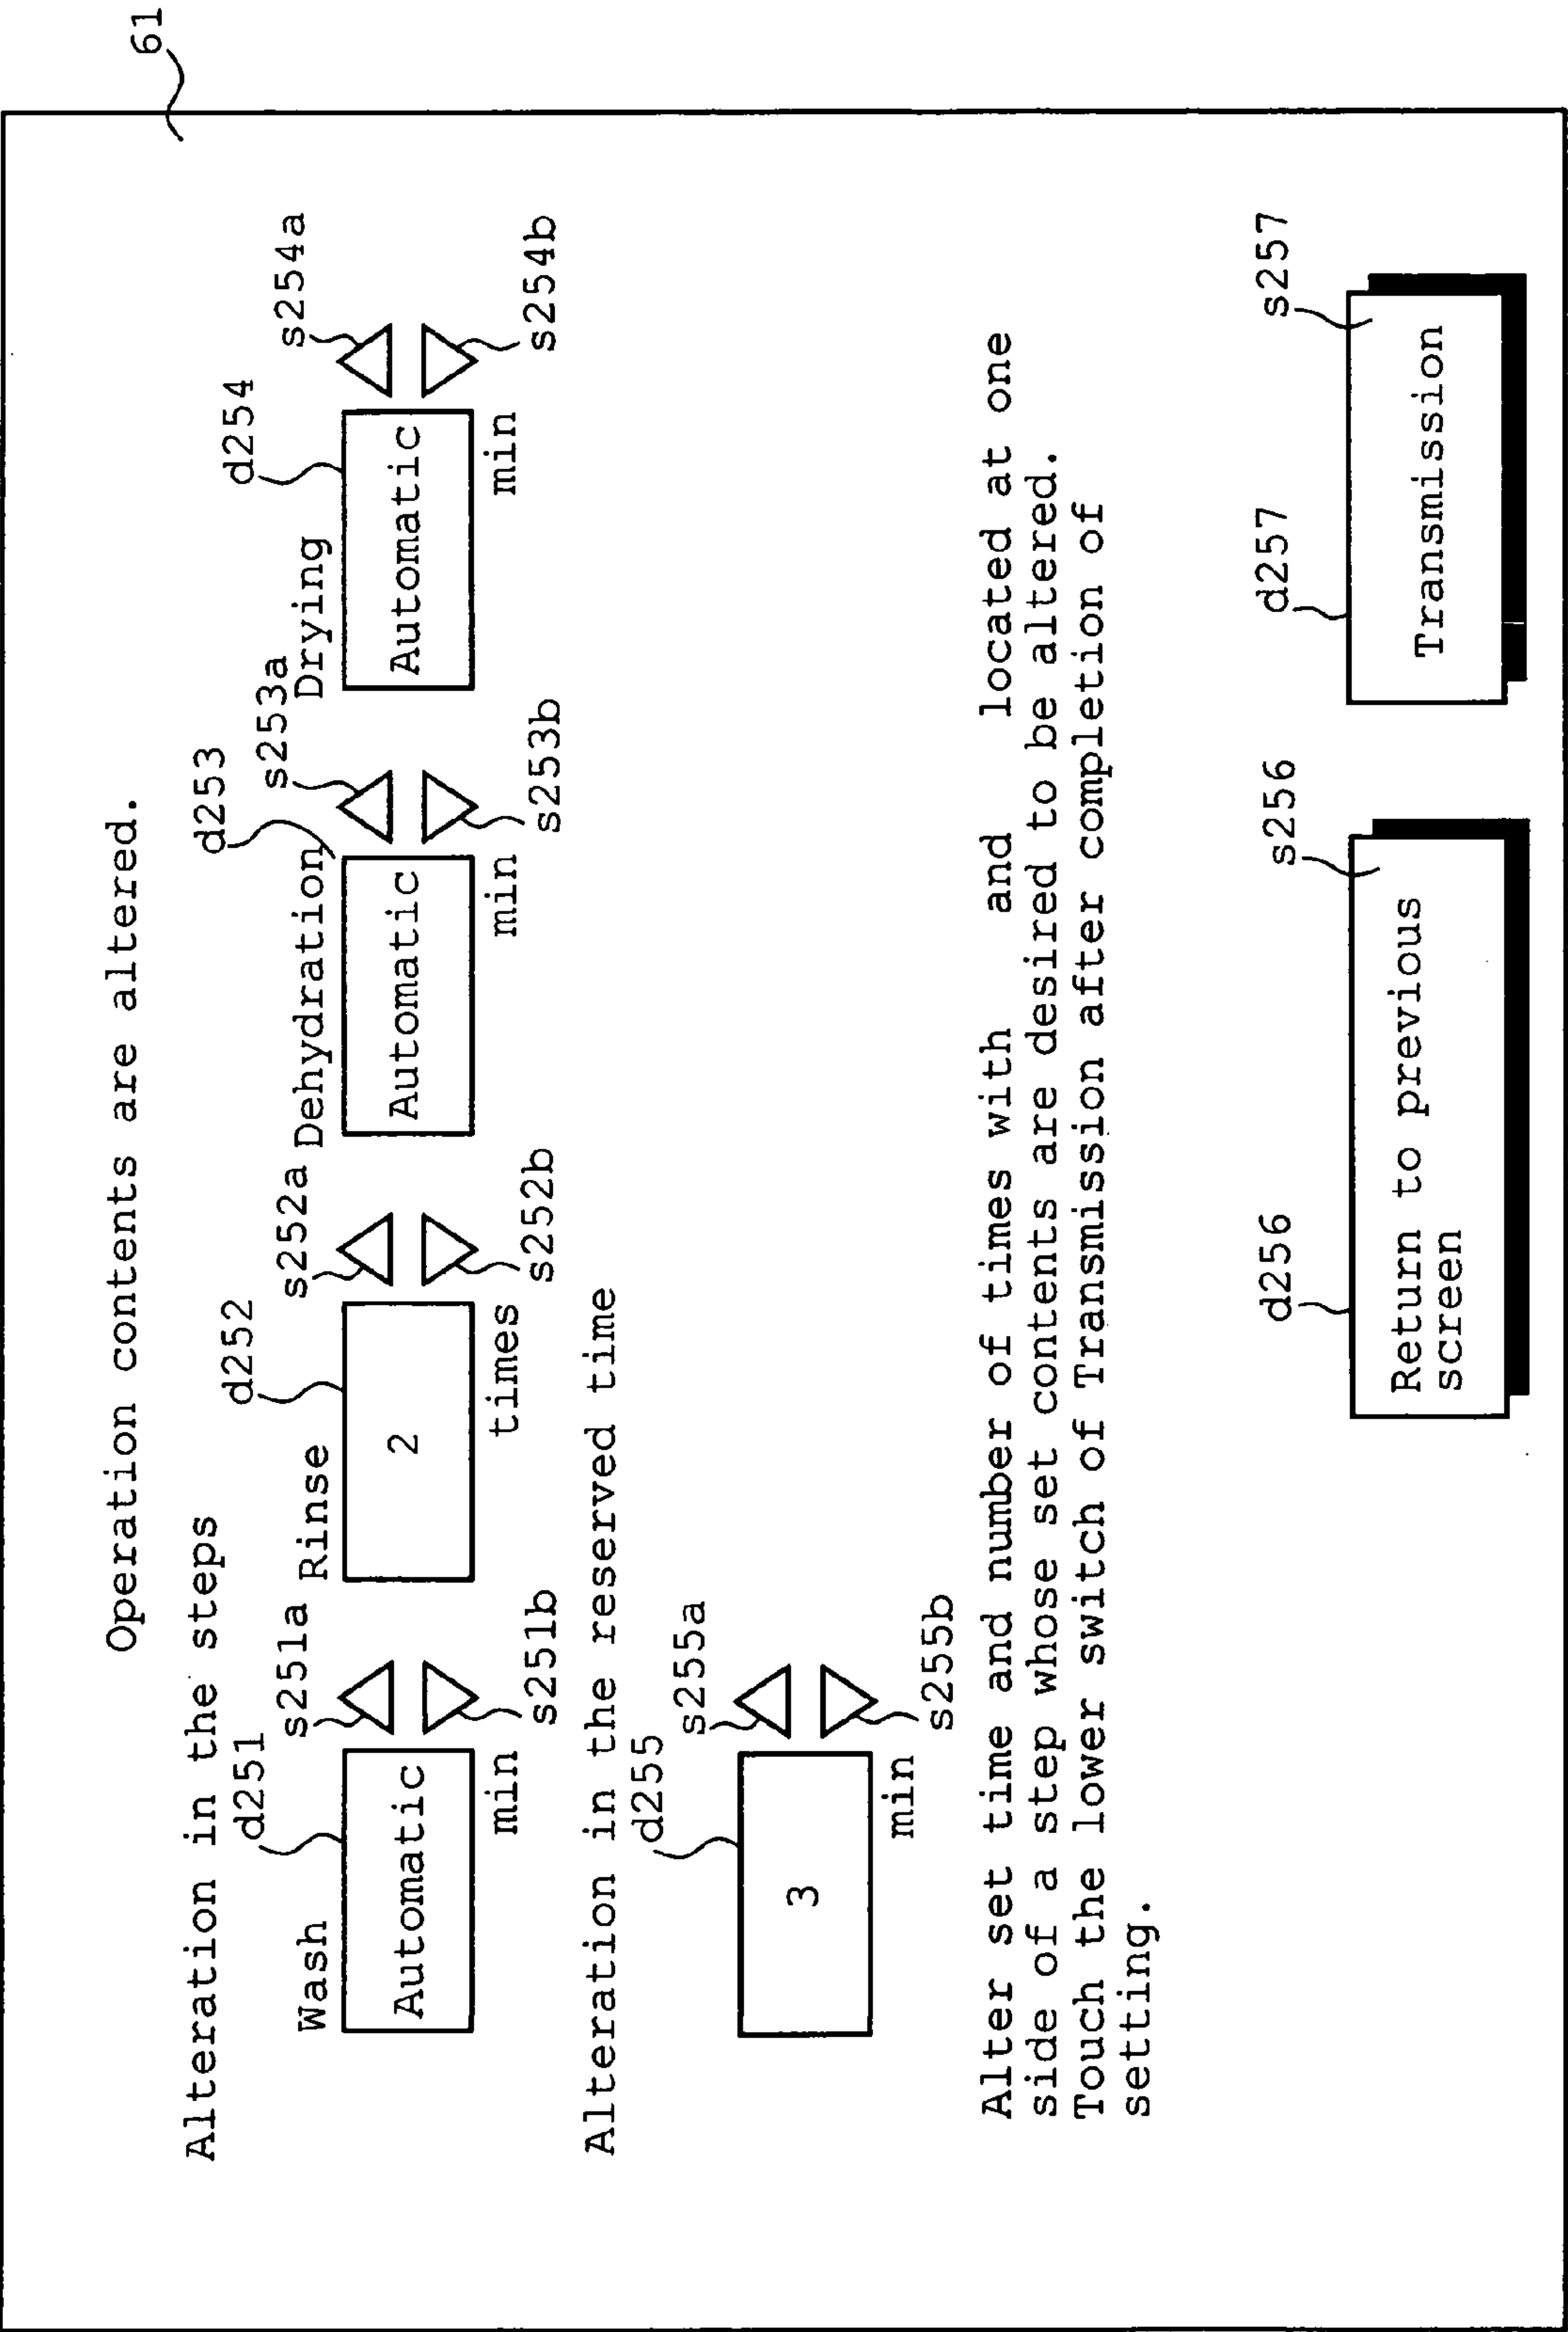 61
Operation contents are altered.
Alteration in the steps
d251 s251a d252 s252a d253 s253a d254 s254a
Wash Rinse Dehydration Drying
Automatic 2 Automatic Automatic
min times min min
s251b s252b s253b s254b
Alteration in the reserved time
d255 s255a
3
min
s255b
Alter set time and number of times with and located at one
side of a step whose set contents are desired to be altered.
Touch the lower switch of Transmission after completion of
setting.
d256 s256 d257 s257
Return to previous
screen
Transmission